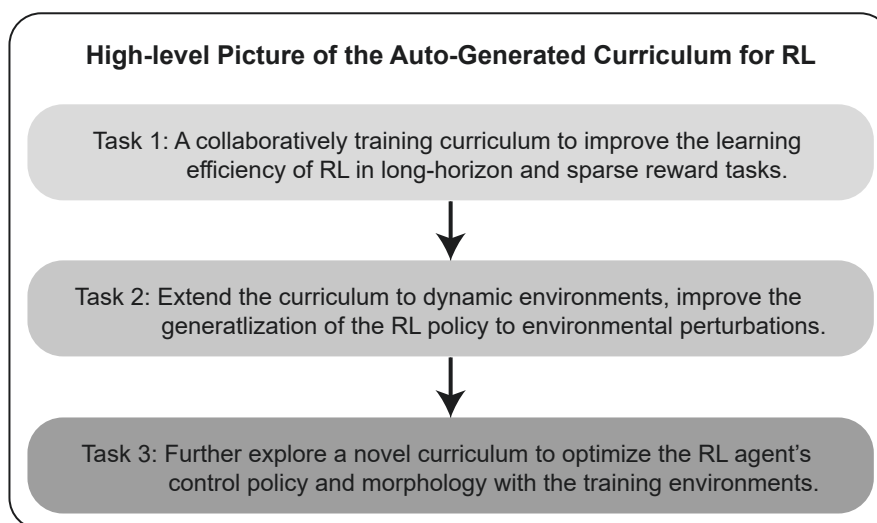 High-level Picture of the Auto-Generated Curriculum for RL
Task 1: A collaboratively training curriculum to improve the learning
efficiency of RL in long-horizon and sparse reward tasks.
Task 2: Extend the curriculum to dynamic environments, improve the
generatlization of the RL policy to environmental perturbations.
Task 3: Further explore a novel curriculum to optimize the RL agent’s
control policy and morphology with the training environments.